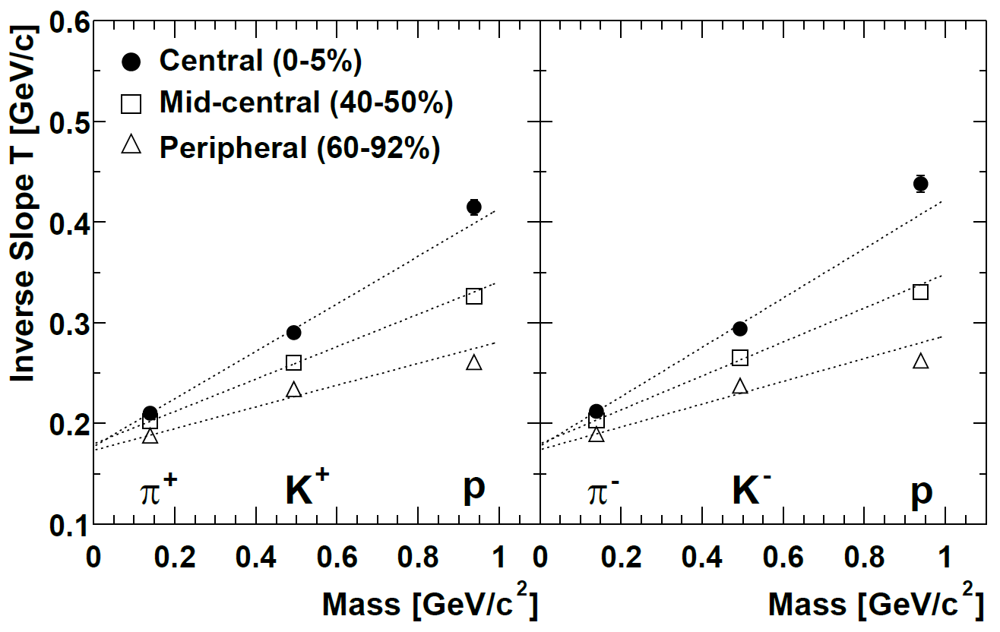 Inverse Slope T [GeV/c]
0.6
0.5
0.4
0.3
0.2
0.1
Central (0-5%)
Mid-central (40-50%)
Peripheral (60-92%)
π+ K+ p
π- K- p
0 0.2 0.4 0.6 0.8 1
0 0.2 0.4 0.6 0.8 1
Mass [GeV/c2]
Mass [GeV/c2]